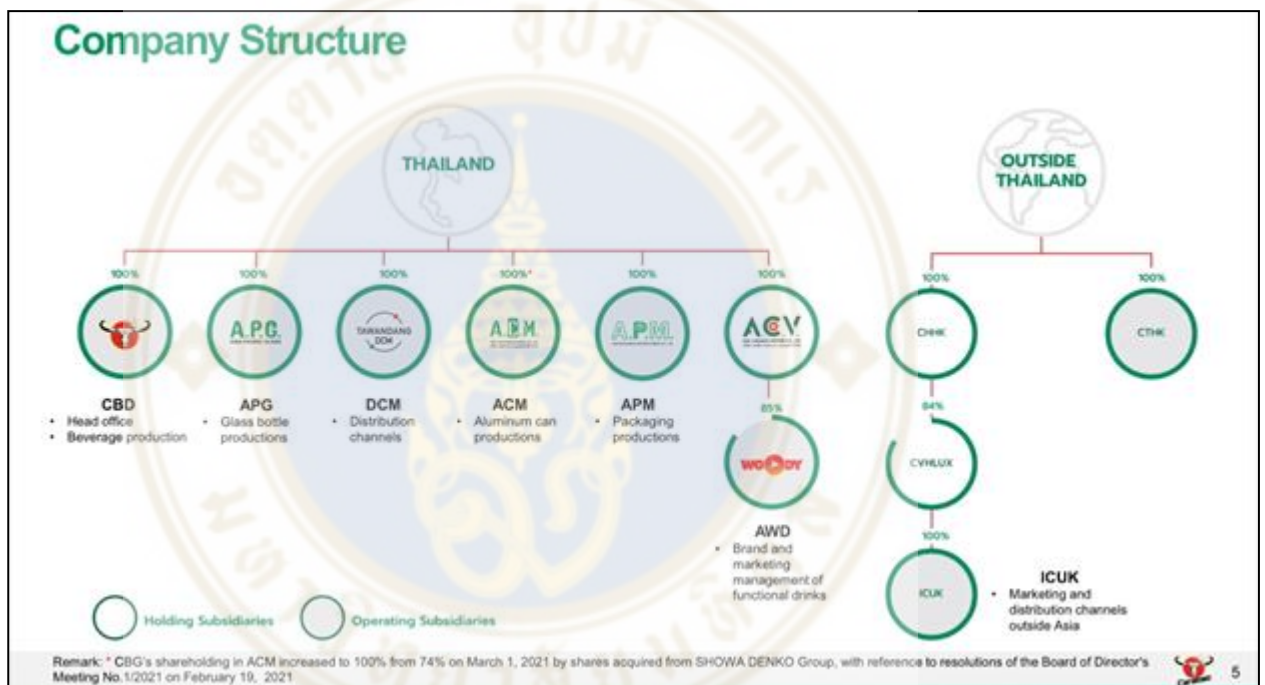 Company Structure
THAILAND
OUTSIDE
THAILAND
100%
100%
100%
100%*
100%
100%
100%
100%
A.P.G.
TAWANDANG
DCM
A.C.M.
A.P.M.
ACV
CHHK
CTHK
CBD
• Head office
• Beverage production
APG
• Glass bottle
productions
DCM
• Distribution
channels
ACM
• Aluminum can
productions
APM
• Packaging
productions
85%
WOODY
AWD
• Brand and
marketing
management of
functional drinks
84%
CVHLUX
100%
ICUK
ICUK
• Marketing and
distribution channels
outside Asia
Holding Subsidiaries
Operating Subsidiaries
Remark: * CBG's shareholding in ACM increased to 100% from 74% on March 1, 2021 by shares acquired from SHOWA DENKO Group, with reference to resolutions of the Board of Director's
Meeting No.1/2021 on February 19, 2021
5